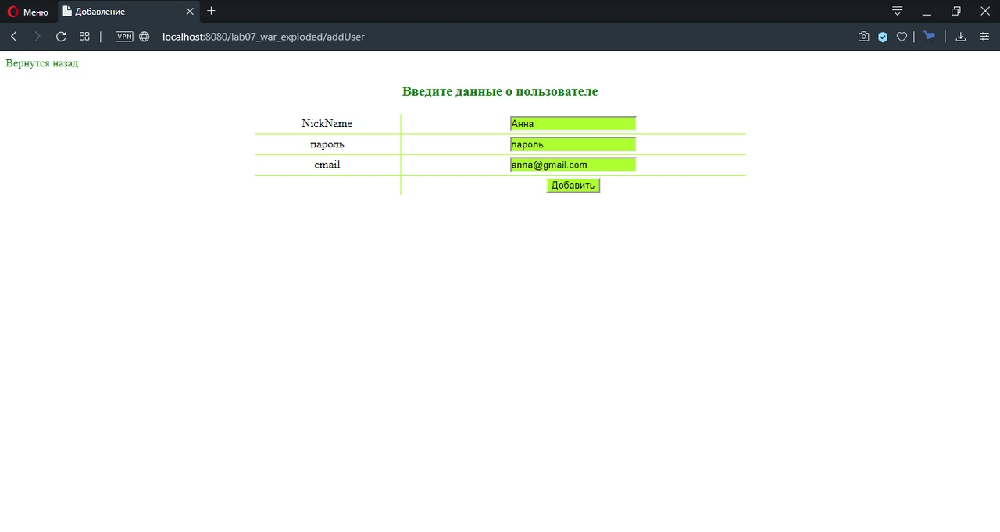 Меню
Добавление
VPN
localhost:8080/lab07_war_exploded/addUser
Вернутся назад
Введите данные о пользователе
NickName Анна
пароль пароль
email anna@gmail.com
Добавить